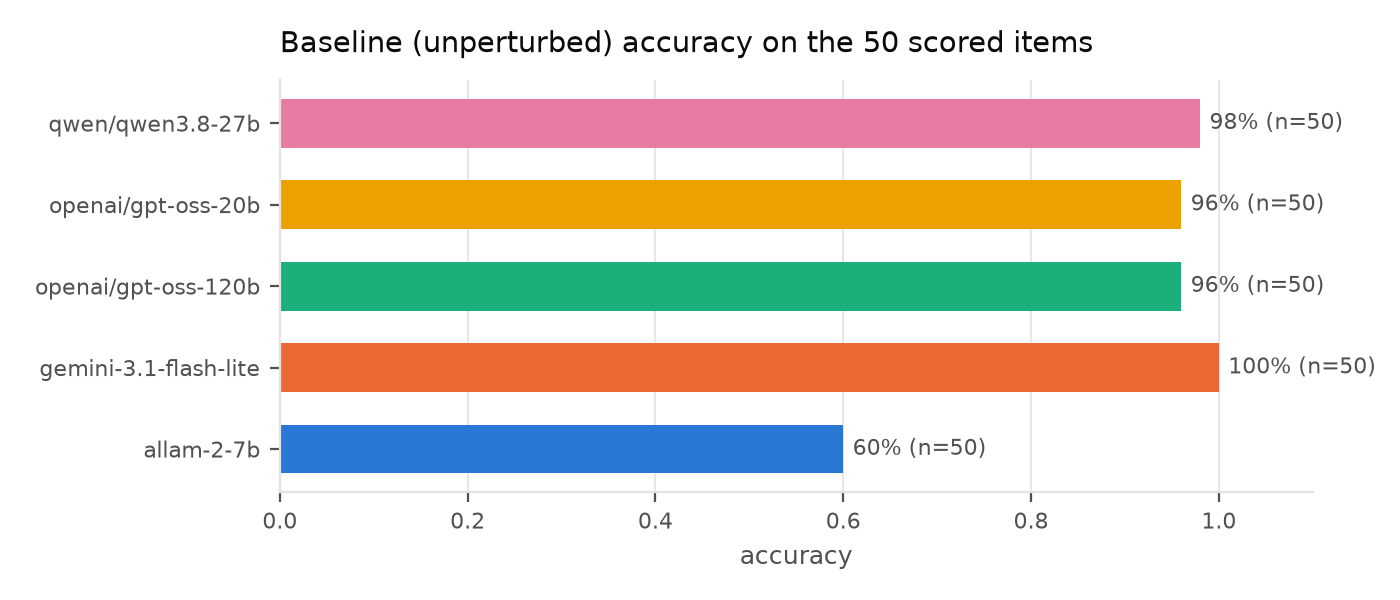 Baseline (unperturbed) accuracy on the 50 scored items
qwen/qwen3.8-27b
98% (n=50)
openai/gpt-oss-20b
96% (n=50)
openai/gpt-oss-120b
96% (n=50)
gemini-3.1-flash-lite
100% (n=50)
allam-2-7b
60% (n=50)
0.0 0.2 0.4 0.6 0.8 1.0
accuracy